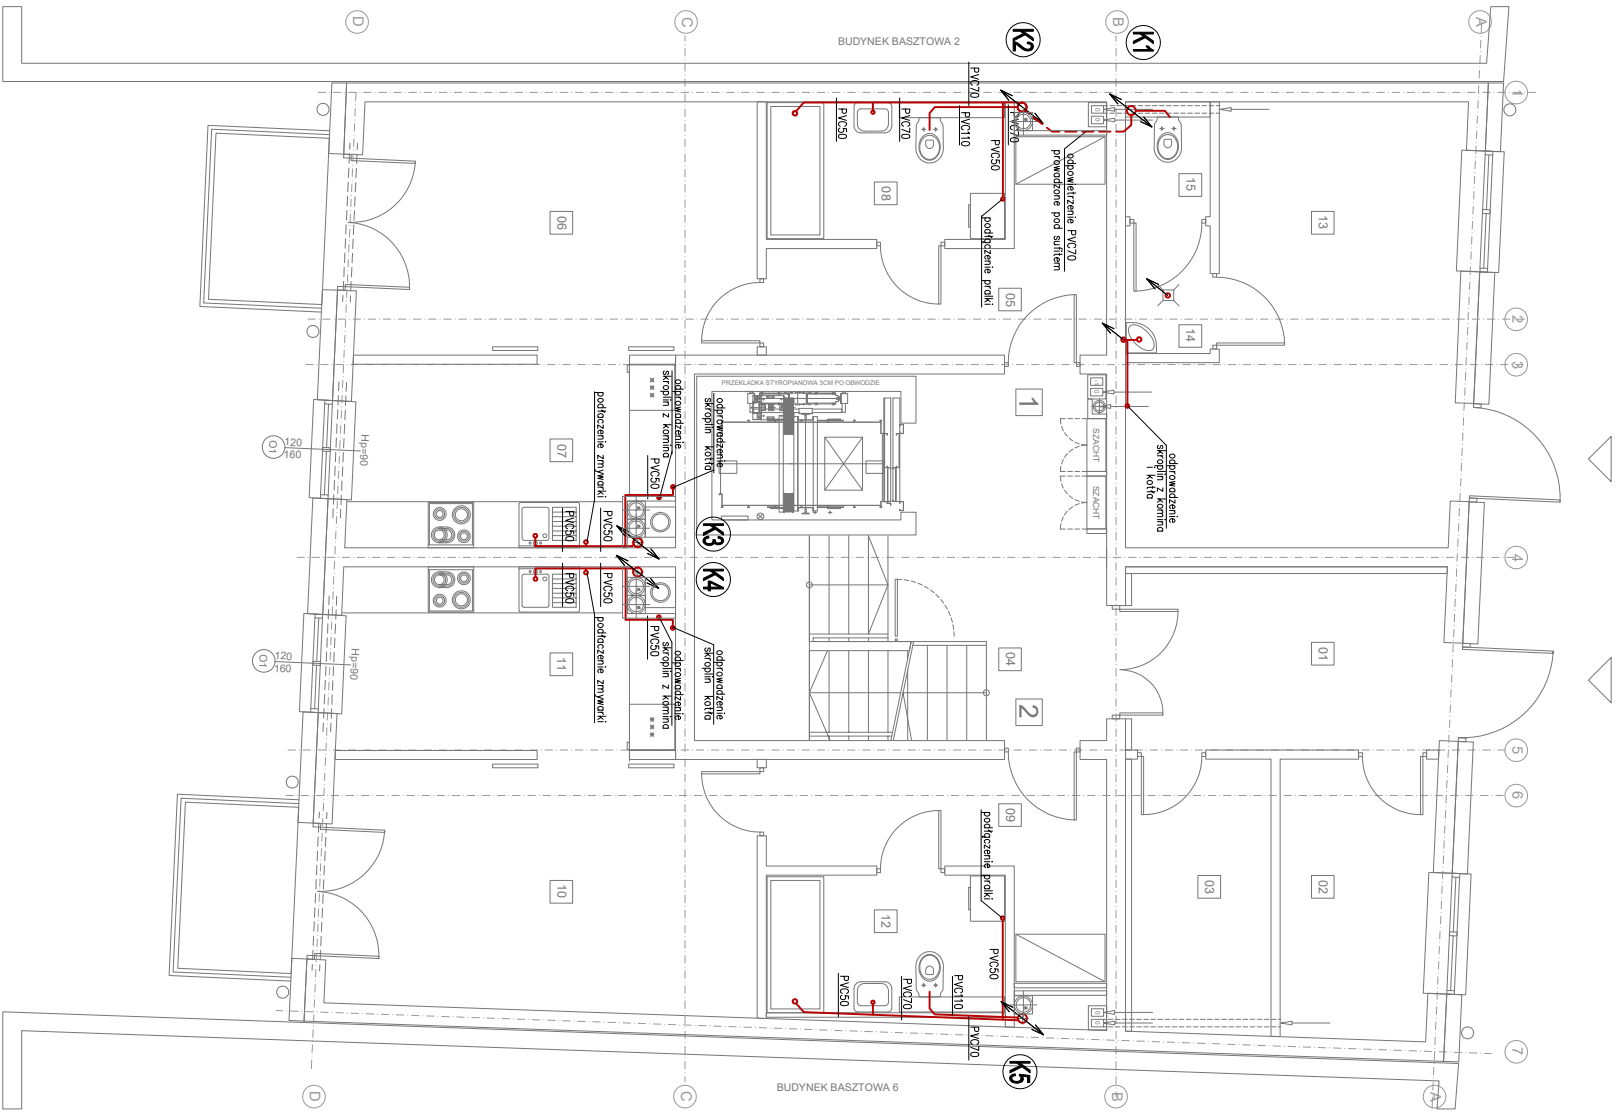 D
C
B
A
BUDYNEK BASZTOWA 2
K2
K1
1
PVC70
PVC50
PVC70
PVC110
PVC50
PVC70
odpowietrzenie PVC70
prowadzone pod sufitem
15
08
06
13
podłączenie pralki
05
2
14
3
PRZEKŁADKA STYROPIANOWA 3CM PO OBWODZIE
odprowadzenie
skroplin z komina
odprowadzenie
skroplin kotła
podłączenie zmywarki
1
SZACHT
SZACHT
odprowadzenie
skroplin z komina
i kotła
O1
120
160
Hp=90
07
PVC50
PVC50
PVC50
K3
4
K4
PVC50
PVC50
PVC50
O1
120
160
Hp=90
11
podłączenie zmywarki
odprowadzenie
skroplin z komina
odprowadzenie
skroplin kotła
04
01
2
5
6
09
podłączenie pralki
10
12
03
02
PVC50
PVC50
PVC70
PVC110
PVC70
K5
7
BUDYNEK BASZTOWA 6
D
C
B
A